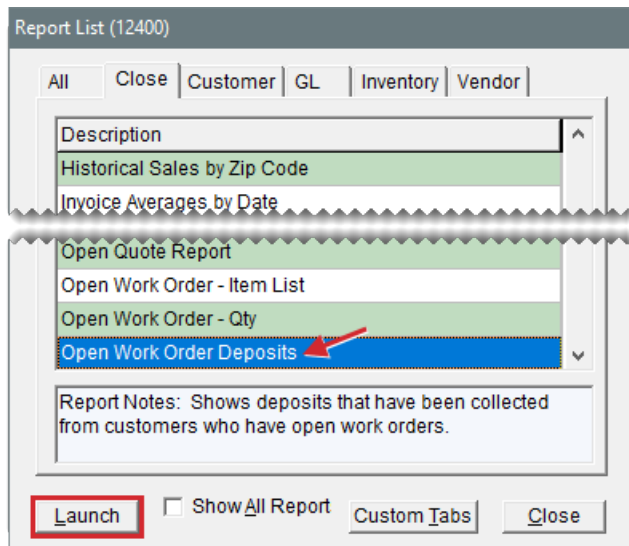 Report List (12400)
All Close Customer GL Inventory Vendor
Description
Historical Sales by Zip Code
Invoice Averages by Date
Open Quote Report
Open Work Order - Item List
Open Work Order - Qty
Open Work Order Deposits
Report Notes:  Shows deposits that have been collected
from customers who have open work orders.
Launch Show All Report Custom Tabs Close